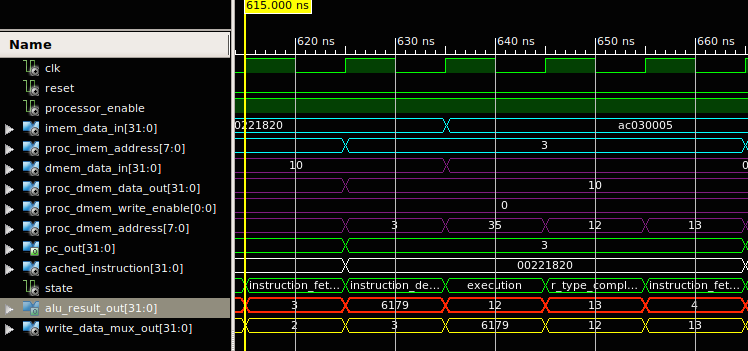 615.000 ns
620 ns 630 ns 640 ns 650 ns 660 ns
Name
clk
reset
processor_enable
imem_data_in[31:0] 00221820 ac030005
proc_imem_address[7:0] 3
dmem_data_in[31:0] 10 0
proc_dmem_data_out[31:0] 10
proc_dmem_write_enable[0:0] 0
proc_dmem_address[7:0] 3 35 12 13
pc_out[31:0] 3
cached_instruction[31:0] 00221820
state instruction_fet... instruction_de... execution r_type_compl... instruction_fet...
alu_result_out[31:0] 3 6179 12 13 4
write_data_mux_out[31:0] 2 3 6179 12 13